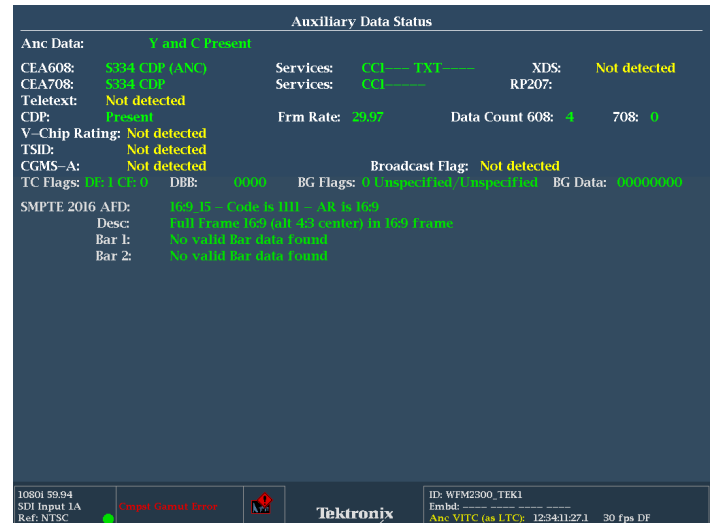 Auxiliary Data Status
Anc Data: Y and C Present
CEA608: S334 CDP (ANC) Services: CC1––– TXT–––– XDS: Not detected
CEA708: S334 CDP Services: CC1––––– RP207:
Teletext: Not detected
CDP: Present Frm Rate: 29.97 Data Count 608: 4 708: 0
V–Chip Rating: Not detected
TSID: Not detected
CGMS–A: Not detected Broadcast Flag: Not detected
TC Flags: DF: 1 CF: 0 DBB: 0000 BG Flags: 0 Unspecified/Unspecified BG Data: 00000000
SMPTE 2016 AFD: 16:9_15 – Code is 1111 – AR is 16:9
Desc: Full Frame 16:9 (alt 4:3 center) in 16:9 frame
Bar 1: No valid Bar data found
Bar 2: No valid Bar data found
1080i 59.94
SDI Input 1A
Ref: NTSC
Cmpst Gamut Error
Tektronix
ID: WFM2300_TEK1
Embd: –––– –––– –––– ––––
Anc VITC (as LTC): 12:34:11:27.1 30 fps DF